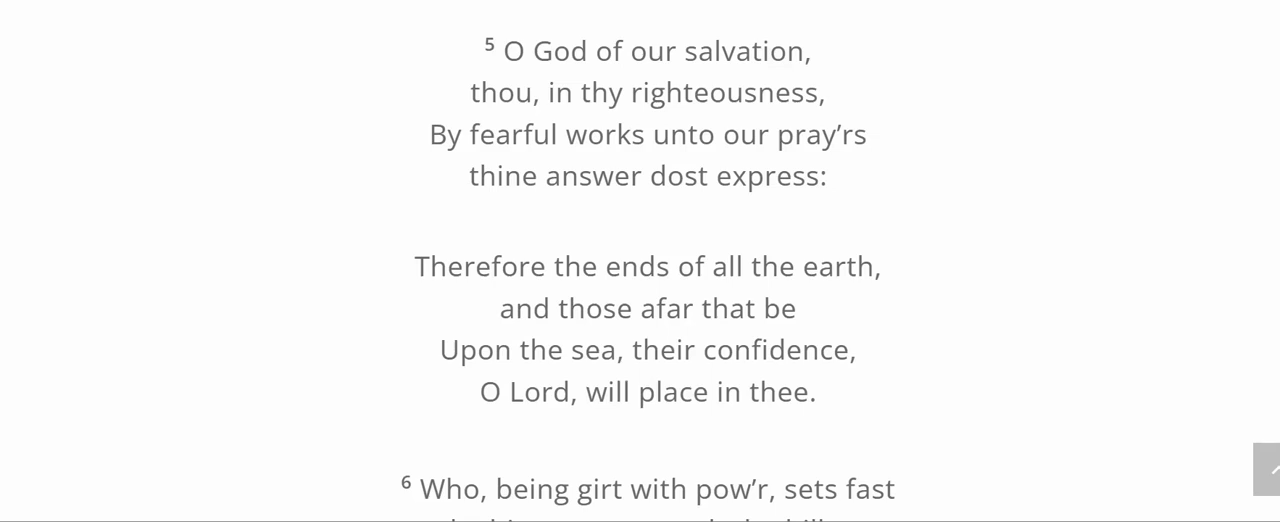 5 O God of our salvation,
thou, in thy righteousness,
By fearful works unto our pray’rs
thine answer dost express:
Therefore the ends of all the earth,
and those afar that be
Upon the sea, their confidence,
O Lord, will place in thee.
6 Who, being girt with pow’r, sets fast